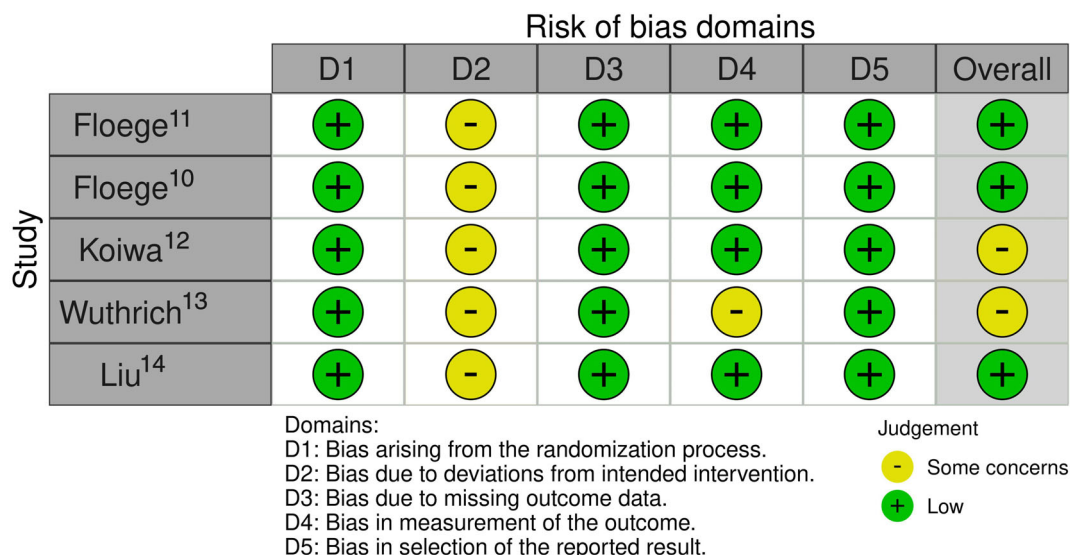 Risk of bias domains
D1 D2 D3 D4 D5 Overall
Study
Floege11 + - + + + +
Floege10 + - + + + +
Koiwa12 + - + + + -
Wuthrich13 + - + - + -
Liu14 + - + + + +
Domains:
D1: Bias arising from the randomization process.
D2: Bias due to deviations from intended intervention.
D3: Bias due to missing outcome data.
D4: Bias in measurement of the outcome.
D5: Bias in selection of the reported result.
Judgement
- Some concerns
+ Low